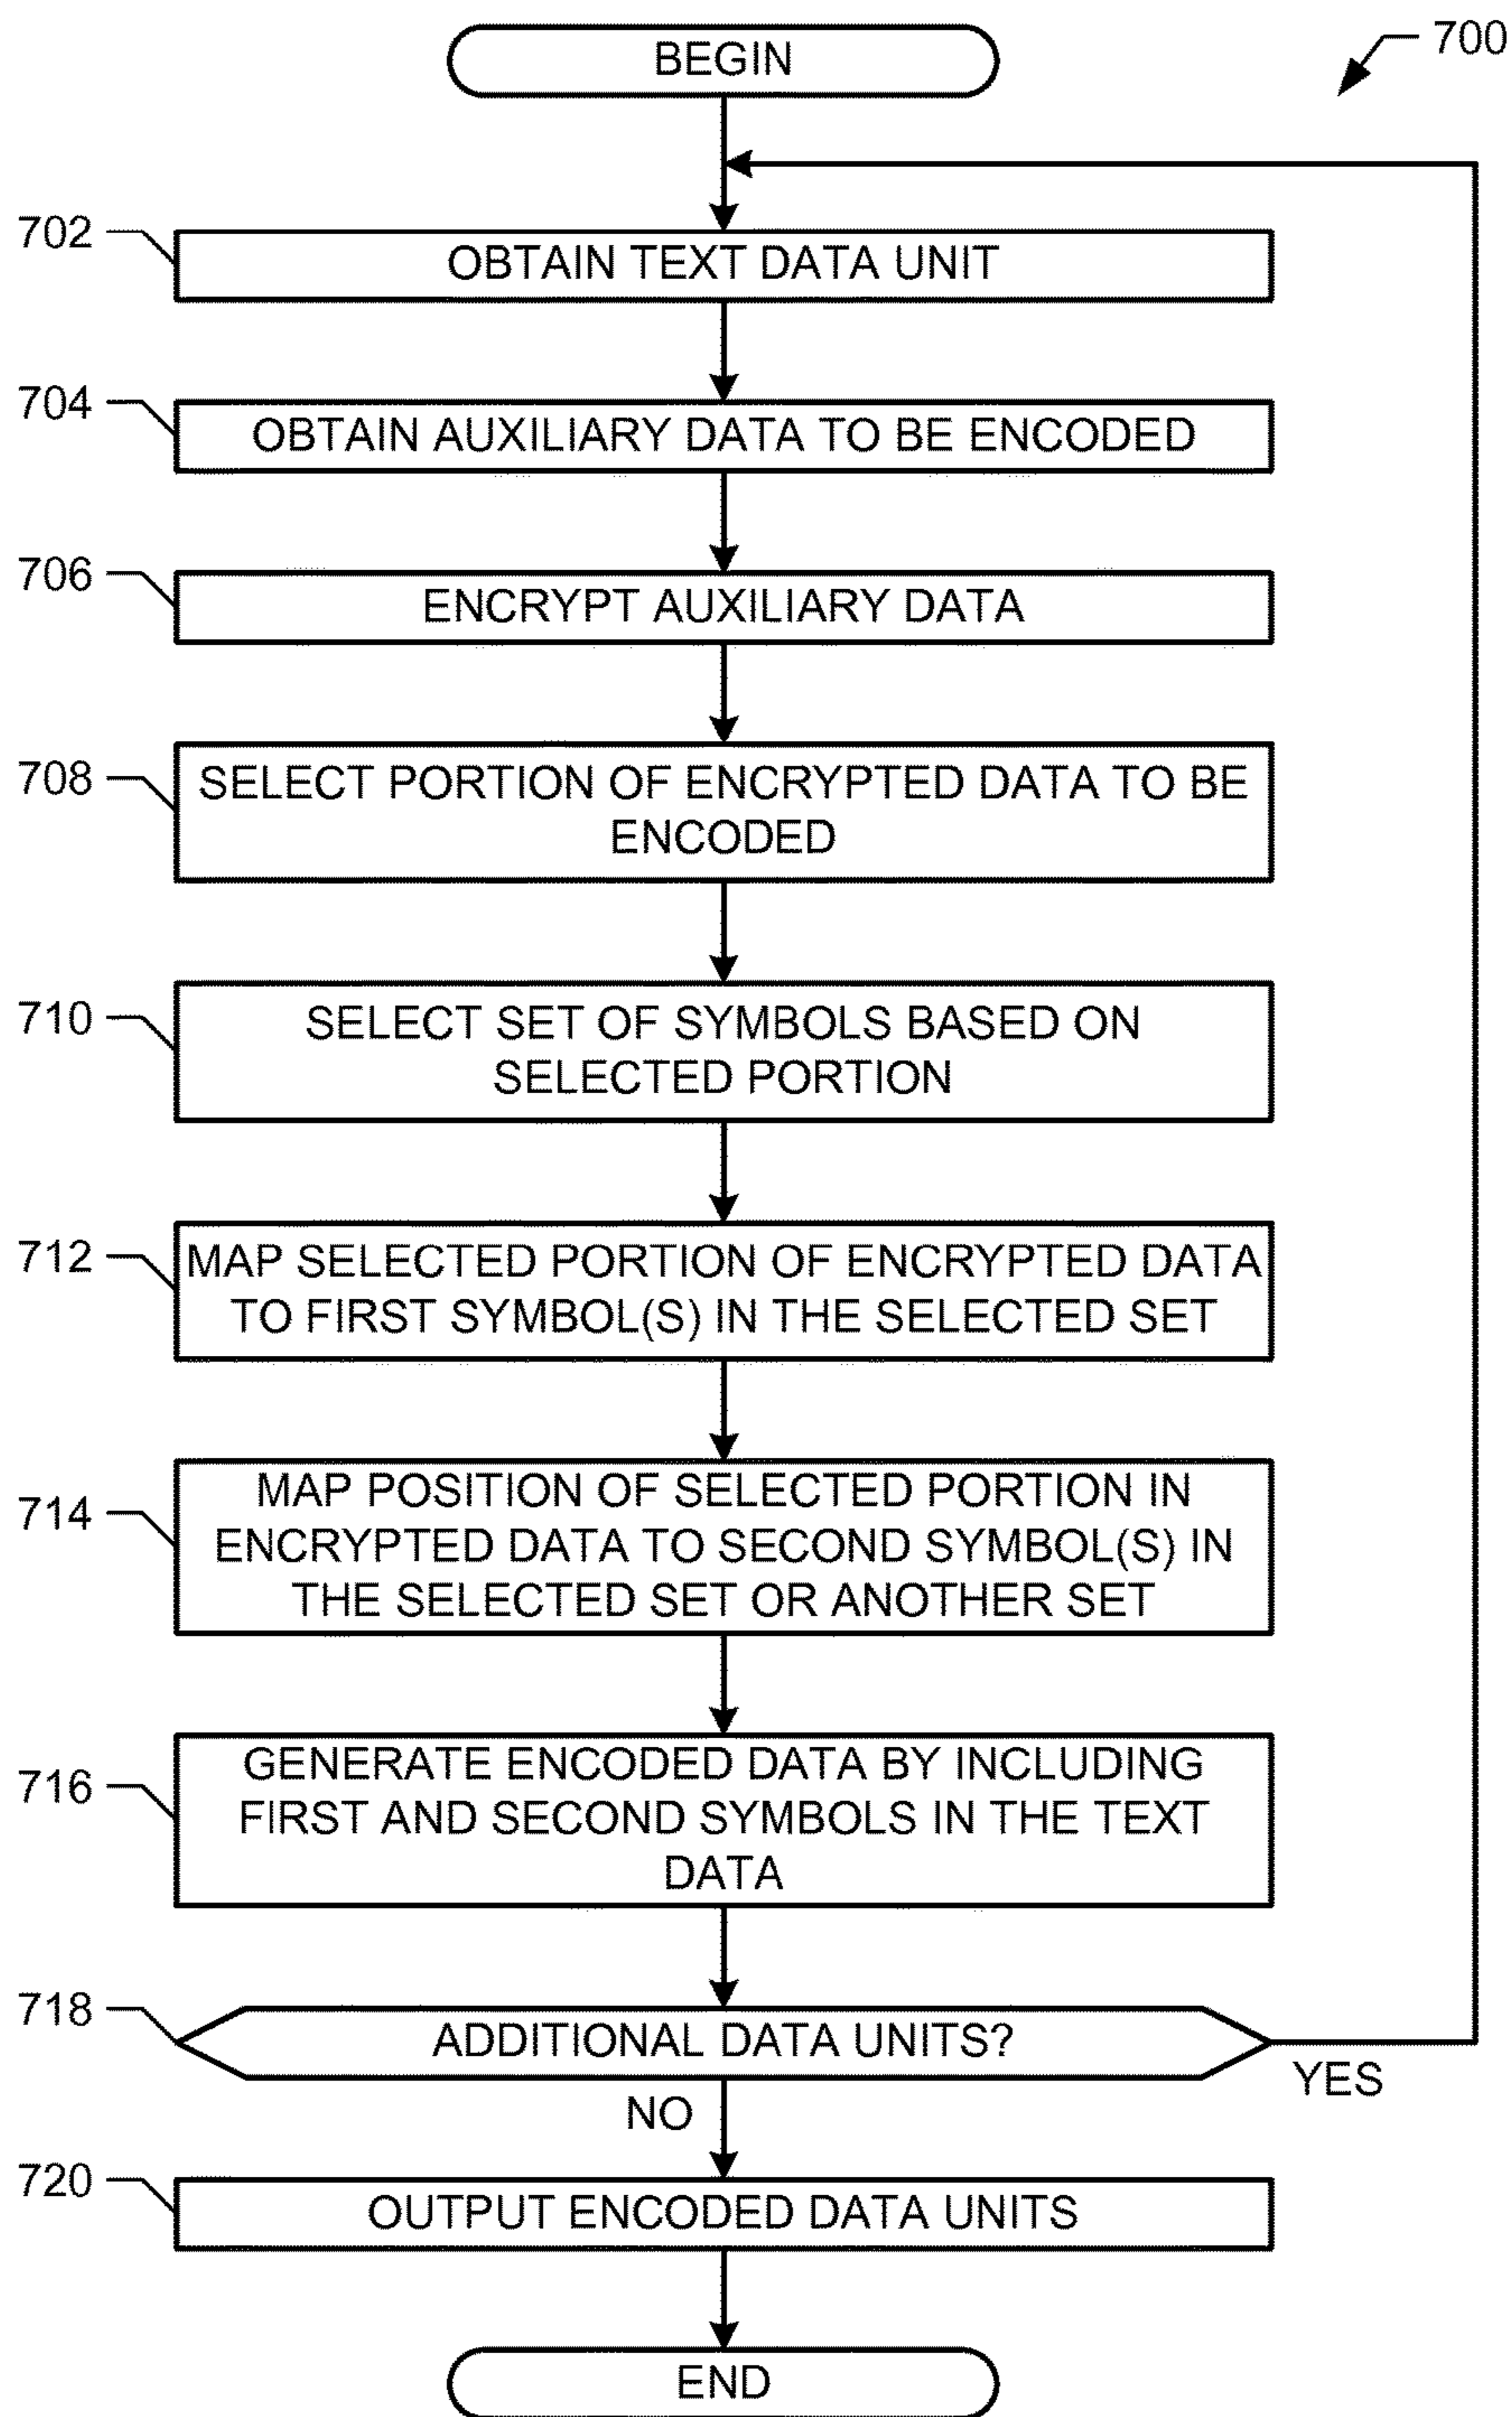 BEGIN
700
702
OBTAIN TEXT DATA UNIT
704
OBTAIN AUXILIARY DATA TO BE ENCODED
706
ENCRYPT AUXILIARY DATA
708
SELECT PORTION OF ENCRYPTED DATA TO BE
ENCODED
710
SELECT SET OF SYMBOLS BASED ON
SELECTED PORTION
712
MAP SELECTED PORTION OF ENCRYPTED DATA
TO FIRST SYMBOL(S) IN THE SELECTED SET
714
MAP POSITION OF SELECTED PORTION IN
ENCRYPTED DATA TO SECOND SYMBOL(S) IN
THE SELECTED SET OR ANOTHER SET
716
GENERATE ENCODED DATA BY INCLUDING
FIRST AND SECOND SYMBOLS IN THE TEXT
DATA
718
ADDITIONAL DATA UNITS?
YES
NO
720
OUTPUT ENCODED DATA UNITS
END